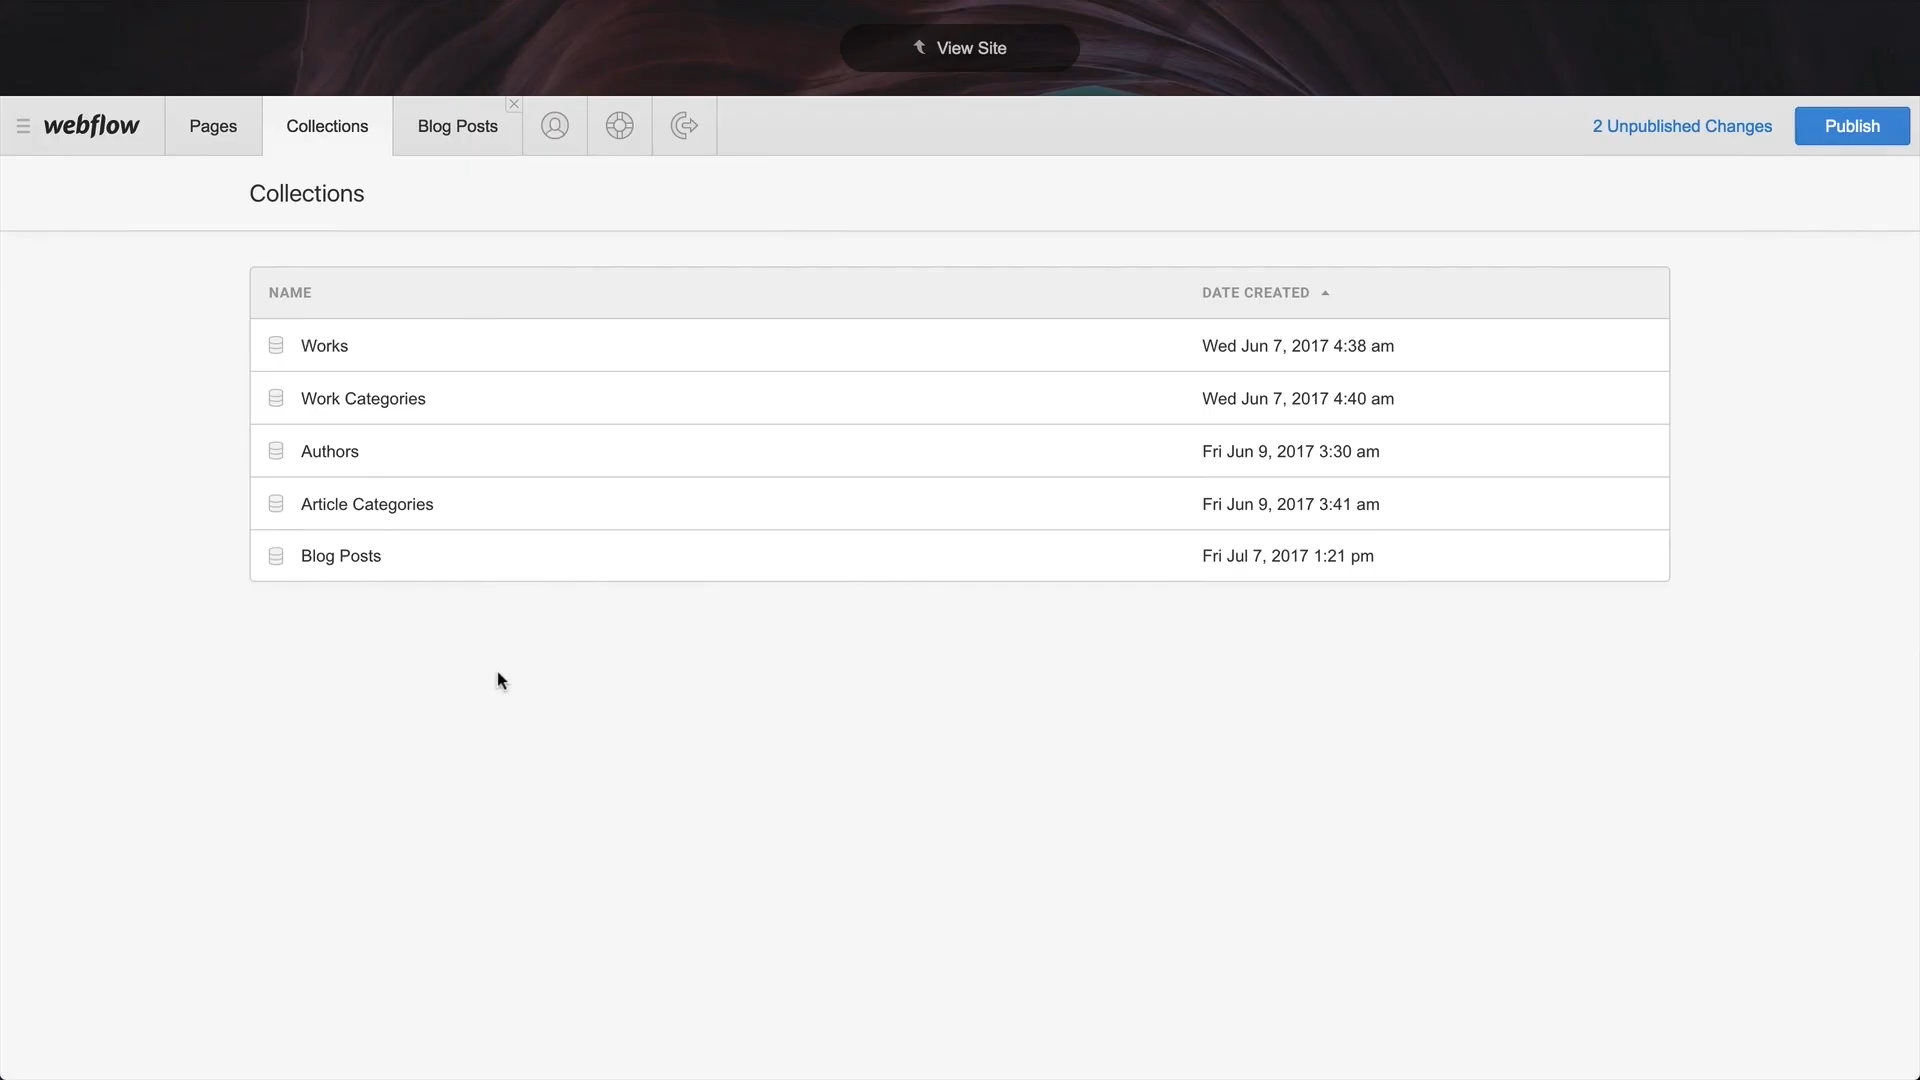 View Site
webflow Pages Collections Blog Posts 2 Unpublished Changes Publish
Collections
NAME DATE CREATED
Works Wed Jun 7, 2017 4:38 am
Work Categories Wed Jun 7, 2017 4:40 am
Authors Fri Jun 9, 2017 3:30 am
Article Categories Fri Jun 9, 2017 3:41 am
Blog Posts Fri Jul 7, 2017 1:21 pm